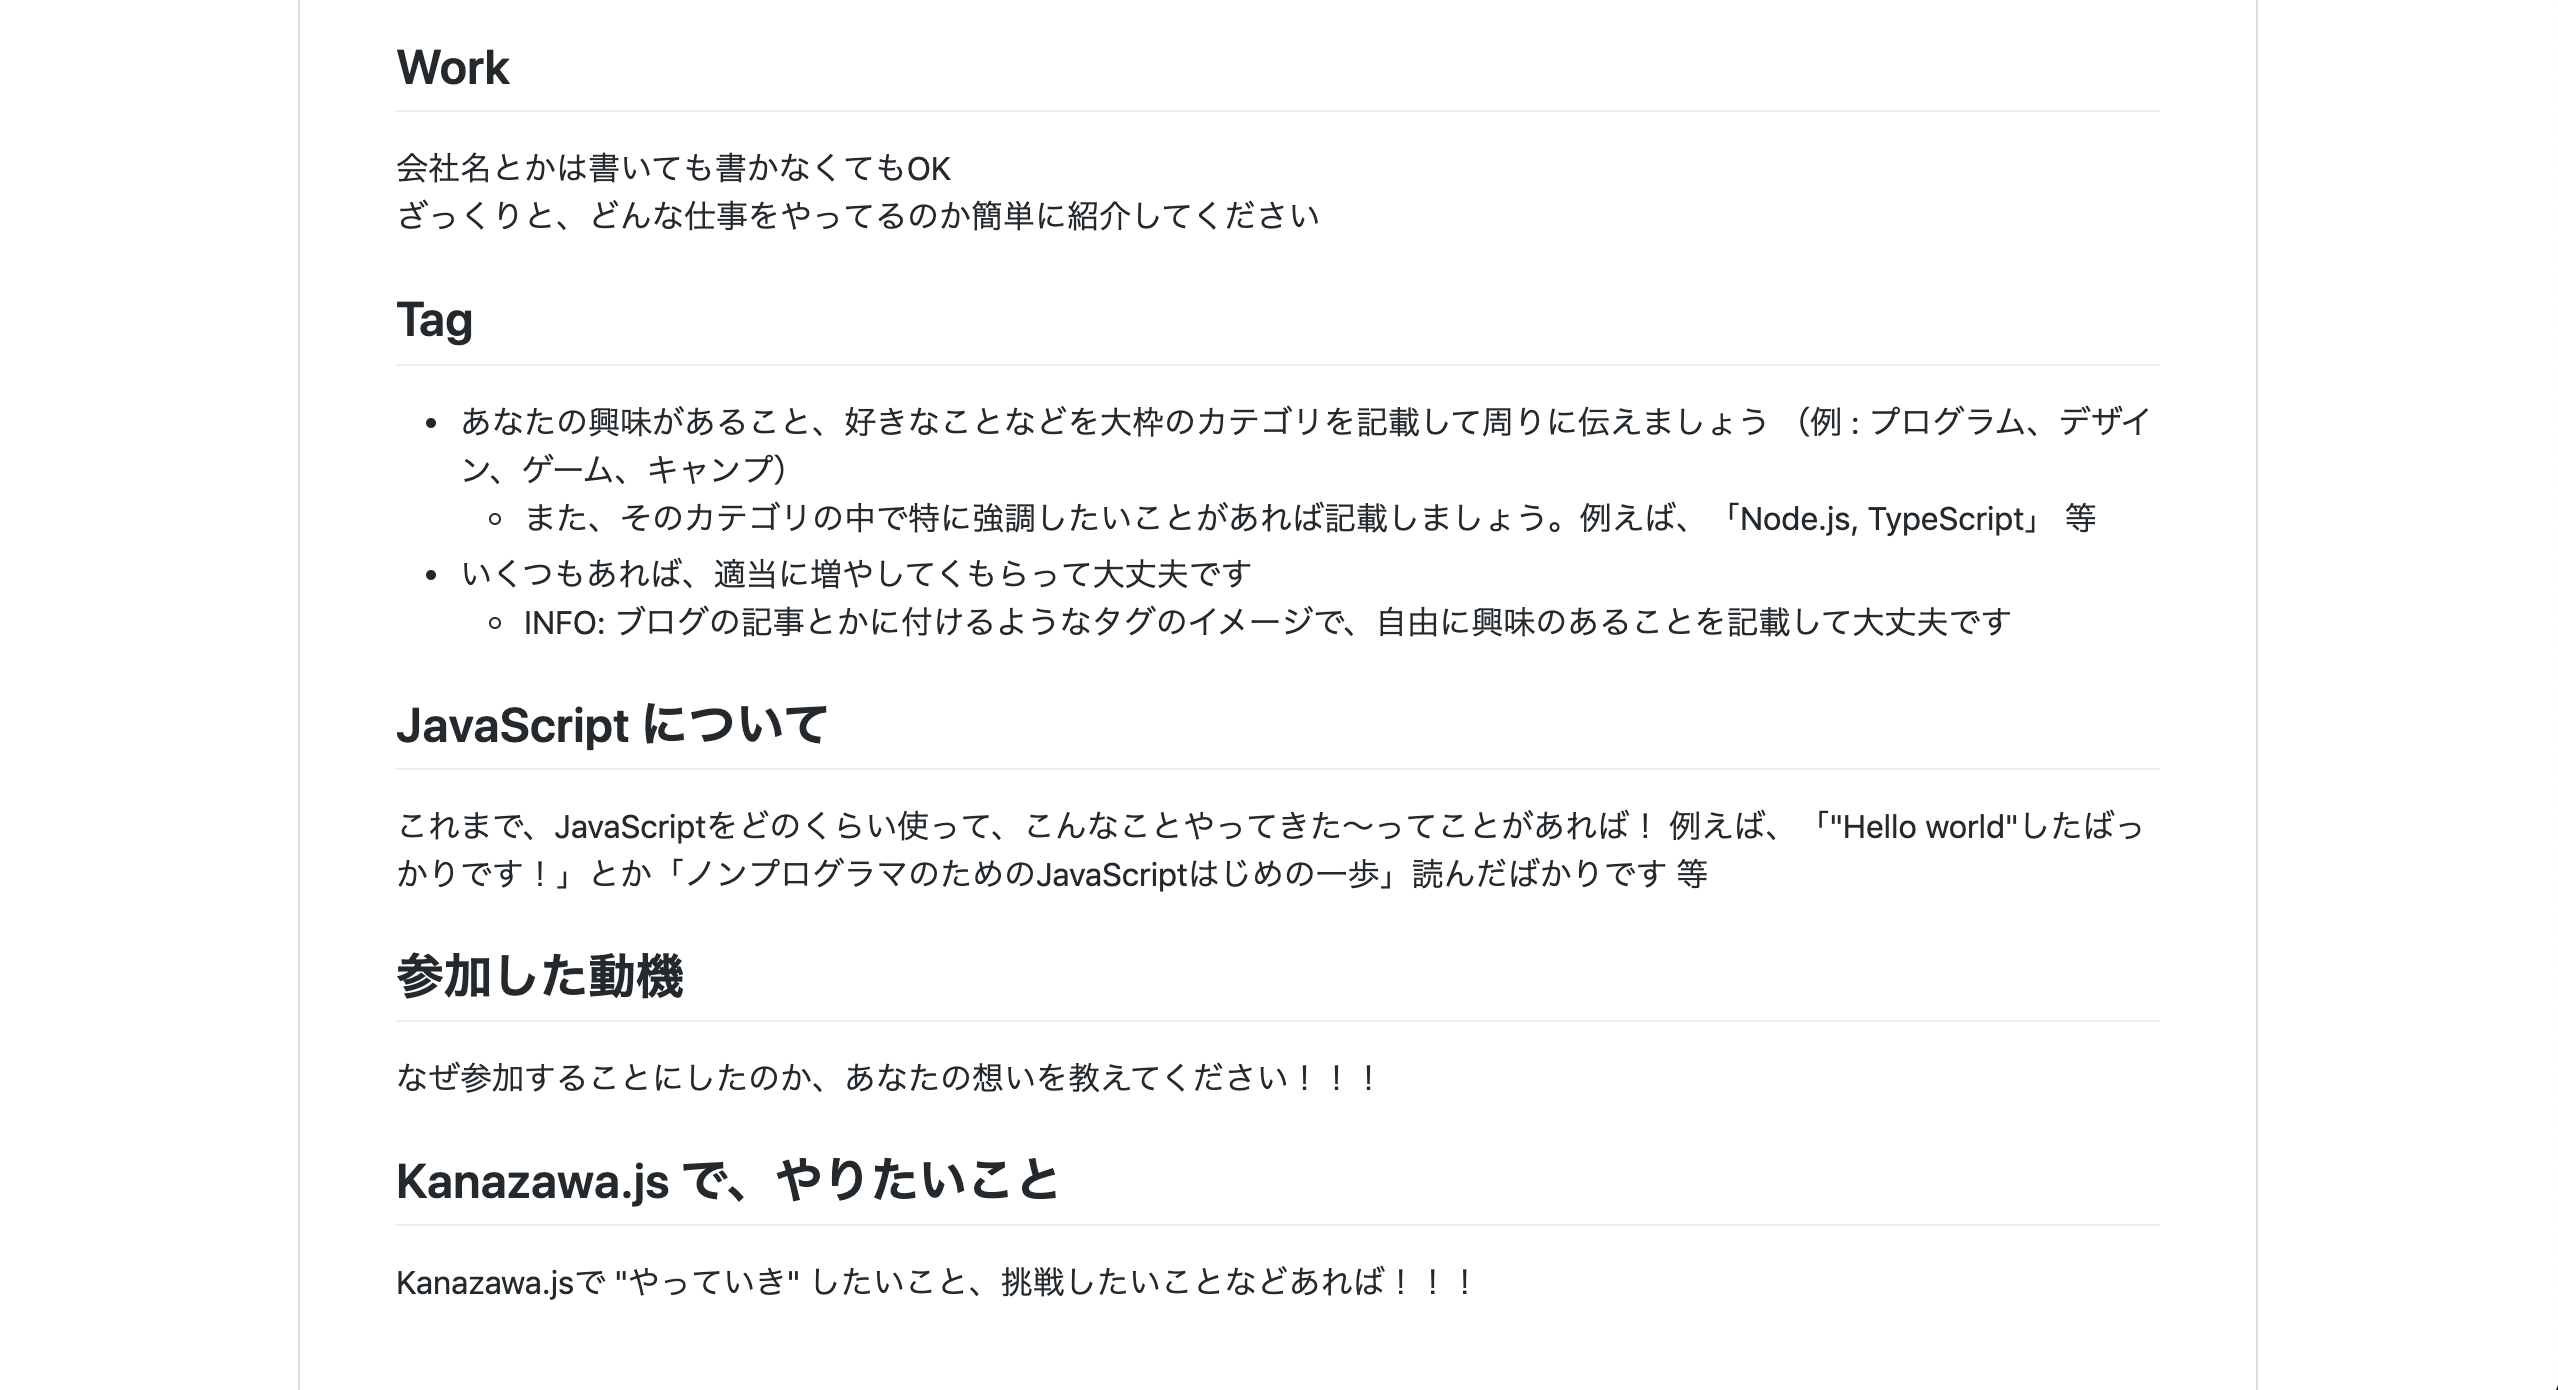 Work
会社名とかは書いても書かなくてもOK
ざっくりと、どんな仕事をやってるのか簡単に紹介してください
Tag
あなたの興味があること、好きなことなどを大枠のカテゴリを記載して周りに伝えましょう （例 : プログラム、デザイ
ン、ゲーム、キャンプ）
また、そのカテゴリの中で特に強調したいことがあれば記載しましょう。例えば、「Node.js, TypeScript」 等
いくつもあれば、適当に増やしてくもらって大丈夫です
INFO: ブログの記事とかに付けるようなタグのイメージで、自由に興味のあることを記載して大丈夫です
JavaScript について
これまで、JavaScriptをどのくらい使って、こんなことやってきた〜ってことがあれば！ 例えば、「"Hello world"したばっ
かりです！」とか「ノンプログラマのためのJavaScriptはじめの一歩」読んだばかりです 等
参加した動機
なぜ参加することにしたのか、あなたの想いを教えてください！！！
Kanazawa.js で、やりたいこと
Kanazawa.jsで "やっていき" したいこと、挑戦したいことなどあれば！！！